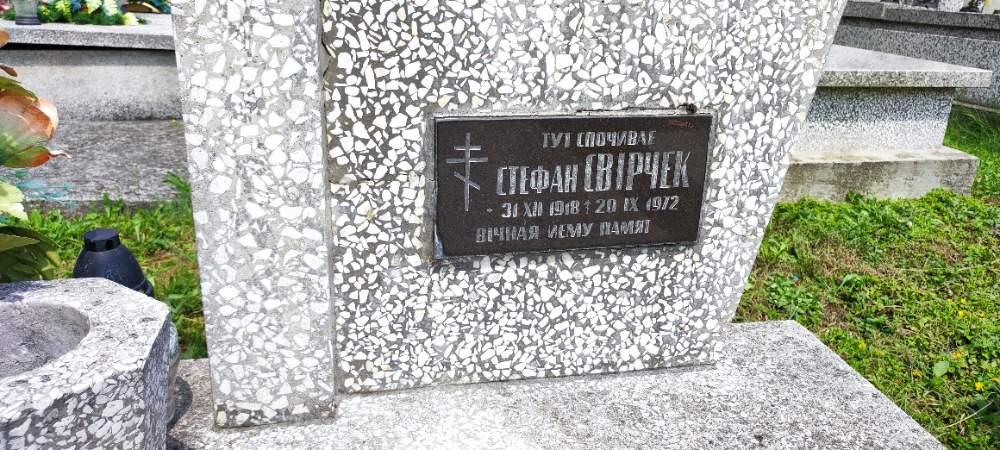 ТУТ СПОЧИВАЕ
СТЕФАН СВІРЧЕК
31 XII 1918 † 20 IX 1972
ВІЧНАЯ ИЕМУ ПАМЯТ